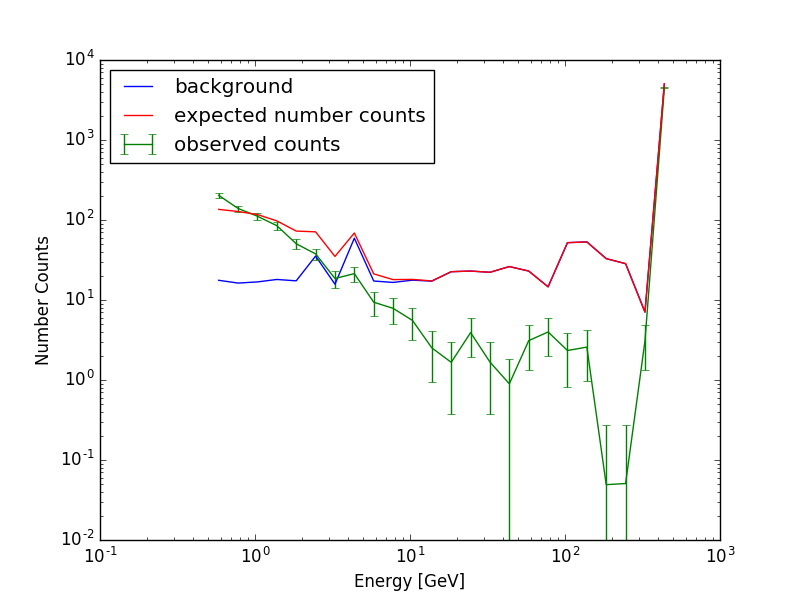 10^4
10^3
10^2
10^1
10^0
10^-1
10^-2
Number Counts
background
expected number counts
observed counts
10^-1 10^0 10^1 10^2 10^3
Energy [GeV]